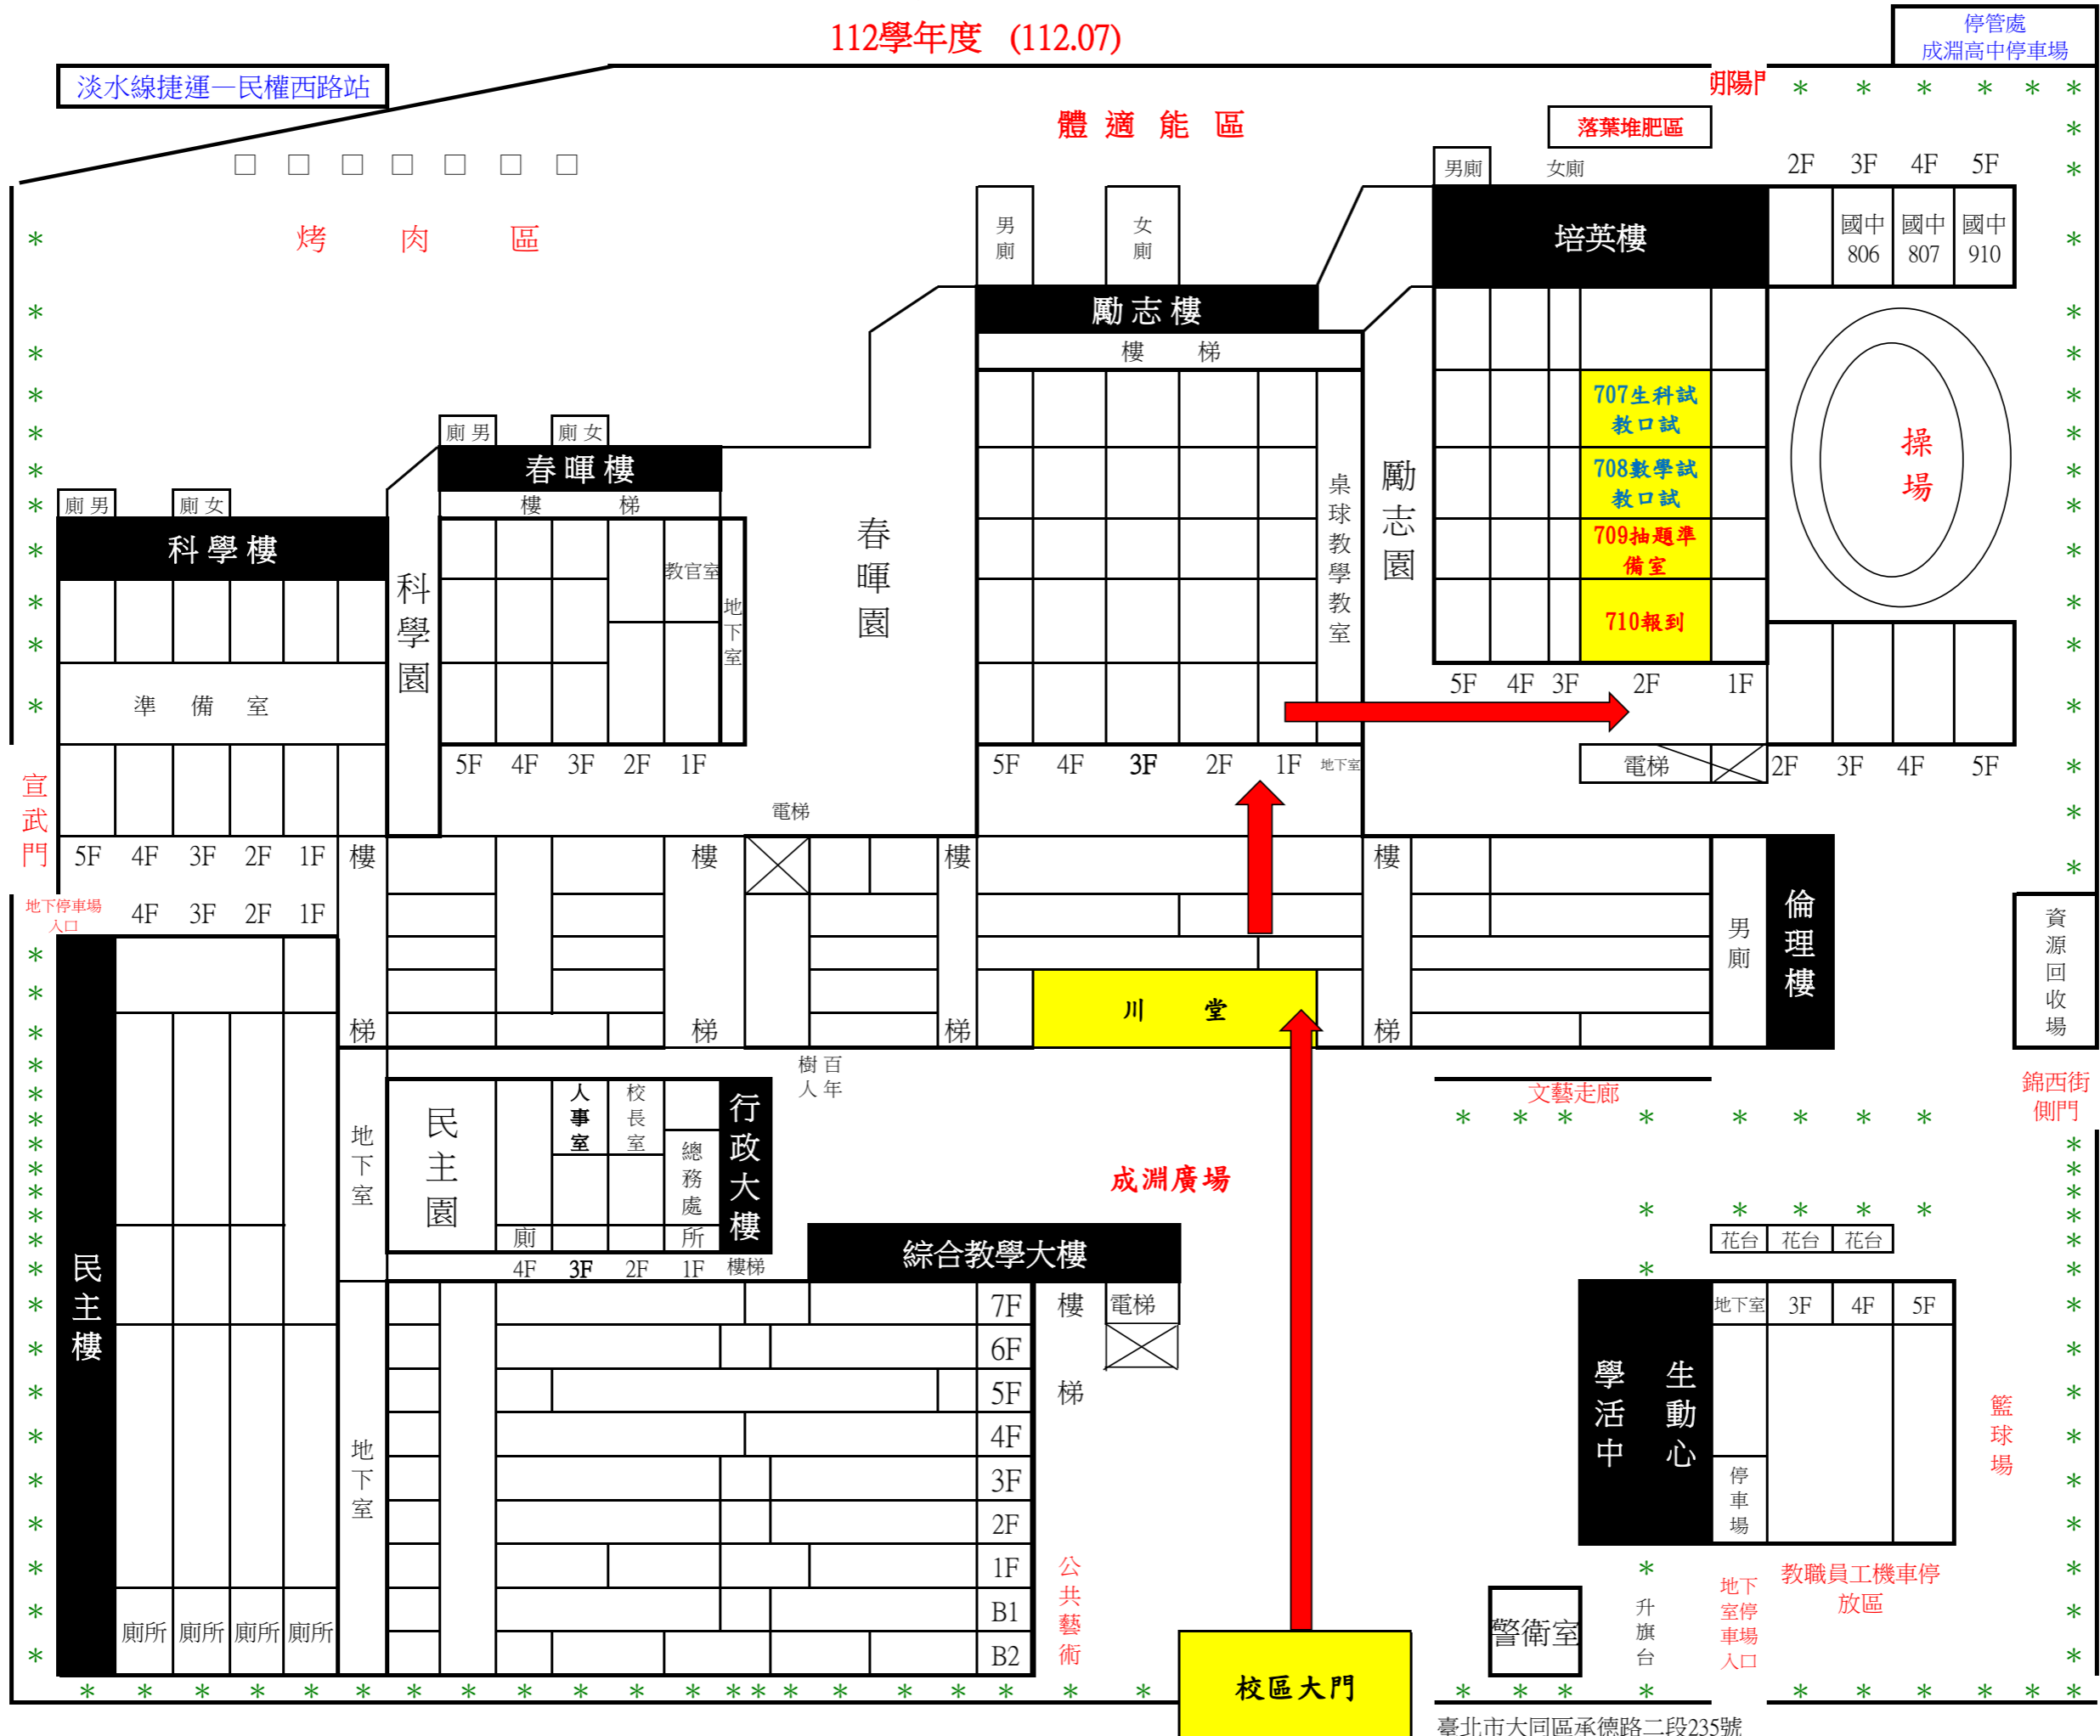 112學年度 (112.07)
停管處
成淵高中停車場
淡水線捷運—民權西路站
體 適 能 區
落葉堆肥區
男廁
女廁
2F 3F 4F 5F
烤 肉 區
男廁
女廁
培英樓
國中806
國中807
國中910
勵志樓
樓 梯
707生科試
教口試
708數學試
教口試
709抽題準
備室
710報到
操場
廁男
廁女
春暉樓
樓 梯
教官室
地下室
廁男
廁女
科學樓
科學園
春暉園
桌球教學教室
勵志園
準 備 室
5F 4F 3F 2F 1F
5F 4F 3F 2F 1F
5F 4F 3F 2F 1F 地下室
電梯
2F 3F 4F 5F
宣武門
電梯
5F 4F 3F 2F 1F
樓梯
樓梯
樓梯
樓梯
男廁
倫理樓
資源回收場
地下停車場
入口
4F 3F 2F 1F
川 堂
百年
樹人
文藝走廊
錦西街
側門
民主樓
地下室
民主園
人事室
校長室
總務處
行政大樓
廁
所
4F 3F 2F 1F 樓梯
成淵廣場
綜合教學大樓
花台 花台 花台
地下室
7F
6F
5F
4F
3F
2F
1F
B1
B2
樓梯
電梯
學生活動中心
地下室 3F 4F 5F
停車場
籃球場
公共藝術
廁所 廁所 廁所 廁所
警衛室
升旗台
地下
室停
車場
入口
教職員工機車停
放區
校區大門
臺北市大同區承德路二段235號